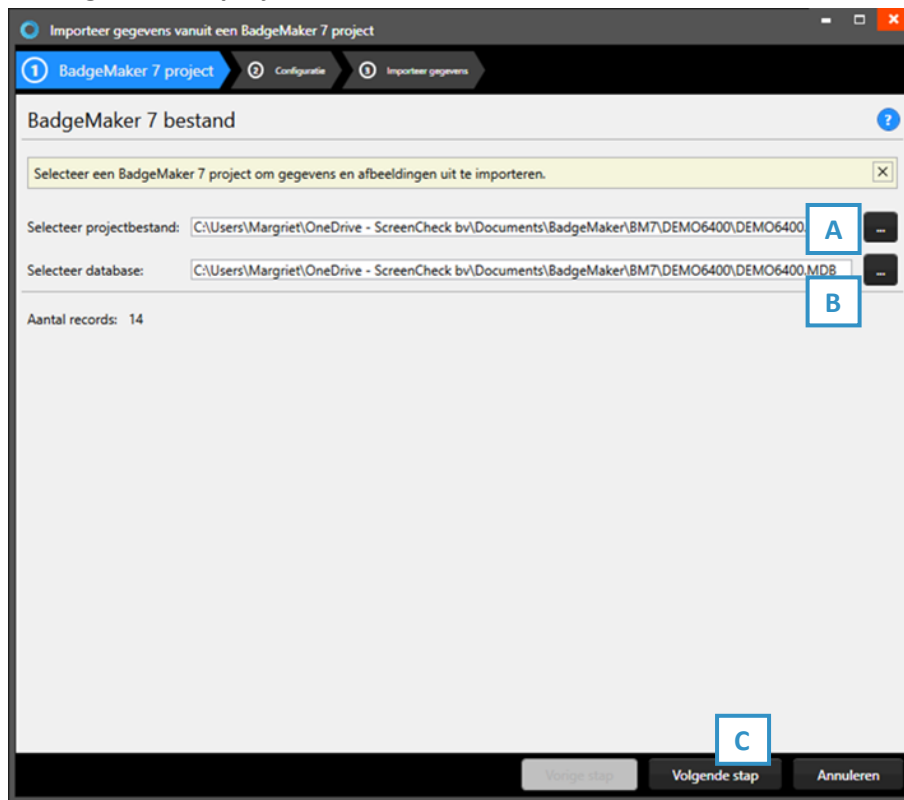 Importeer gegevens vanuit een BadgeMaker 7 project
1 BadgeMaker 7 project 2 Configuratie 3 Importeer gegevens
BadgeMaker 7 bestand ?
Selecteer een BadgeMaker 7 project om gegevens en afbeeldingen uit te importeren.
Selecteer projectbestand: C:\Users\Margriet\OneDrive - ScreenCheck bv\Documents\BadgeMaker\BM7\DEMO6400\DEMO6400. A ...
Selecteer database: C:\Users\Margriet\OneDrive - ScreenCheck bv\Documents\BadgeMaker\BM7\DEMO6400\DEMO6400.MDB ...
B
Aantal records: 14
C
Vorige stap Volgende stap Annuleren